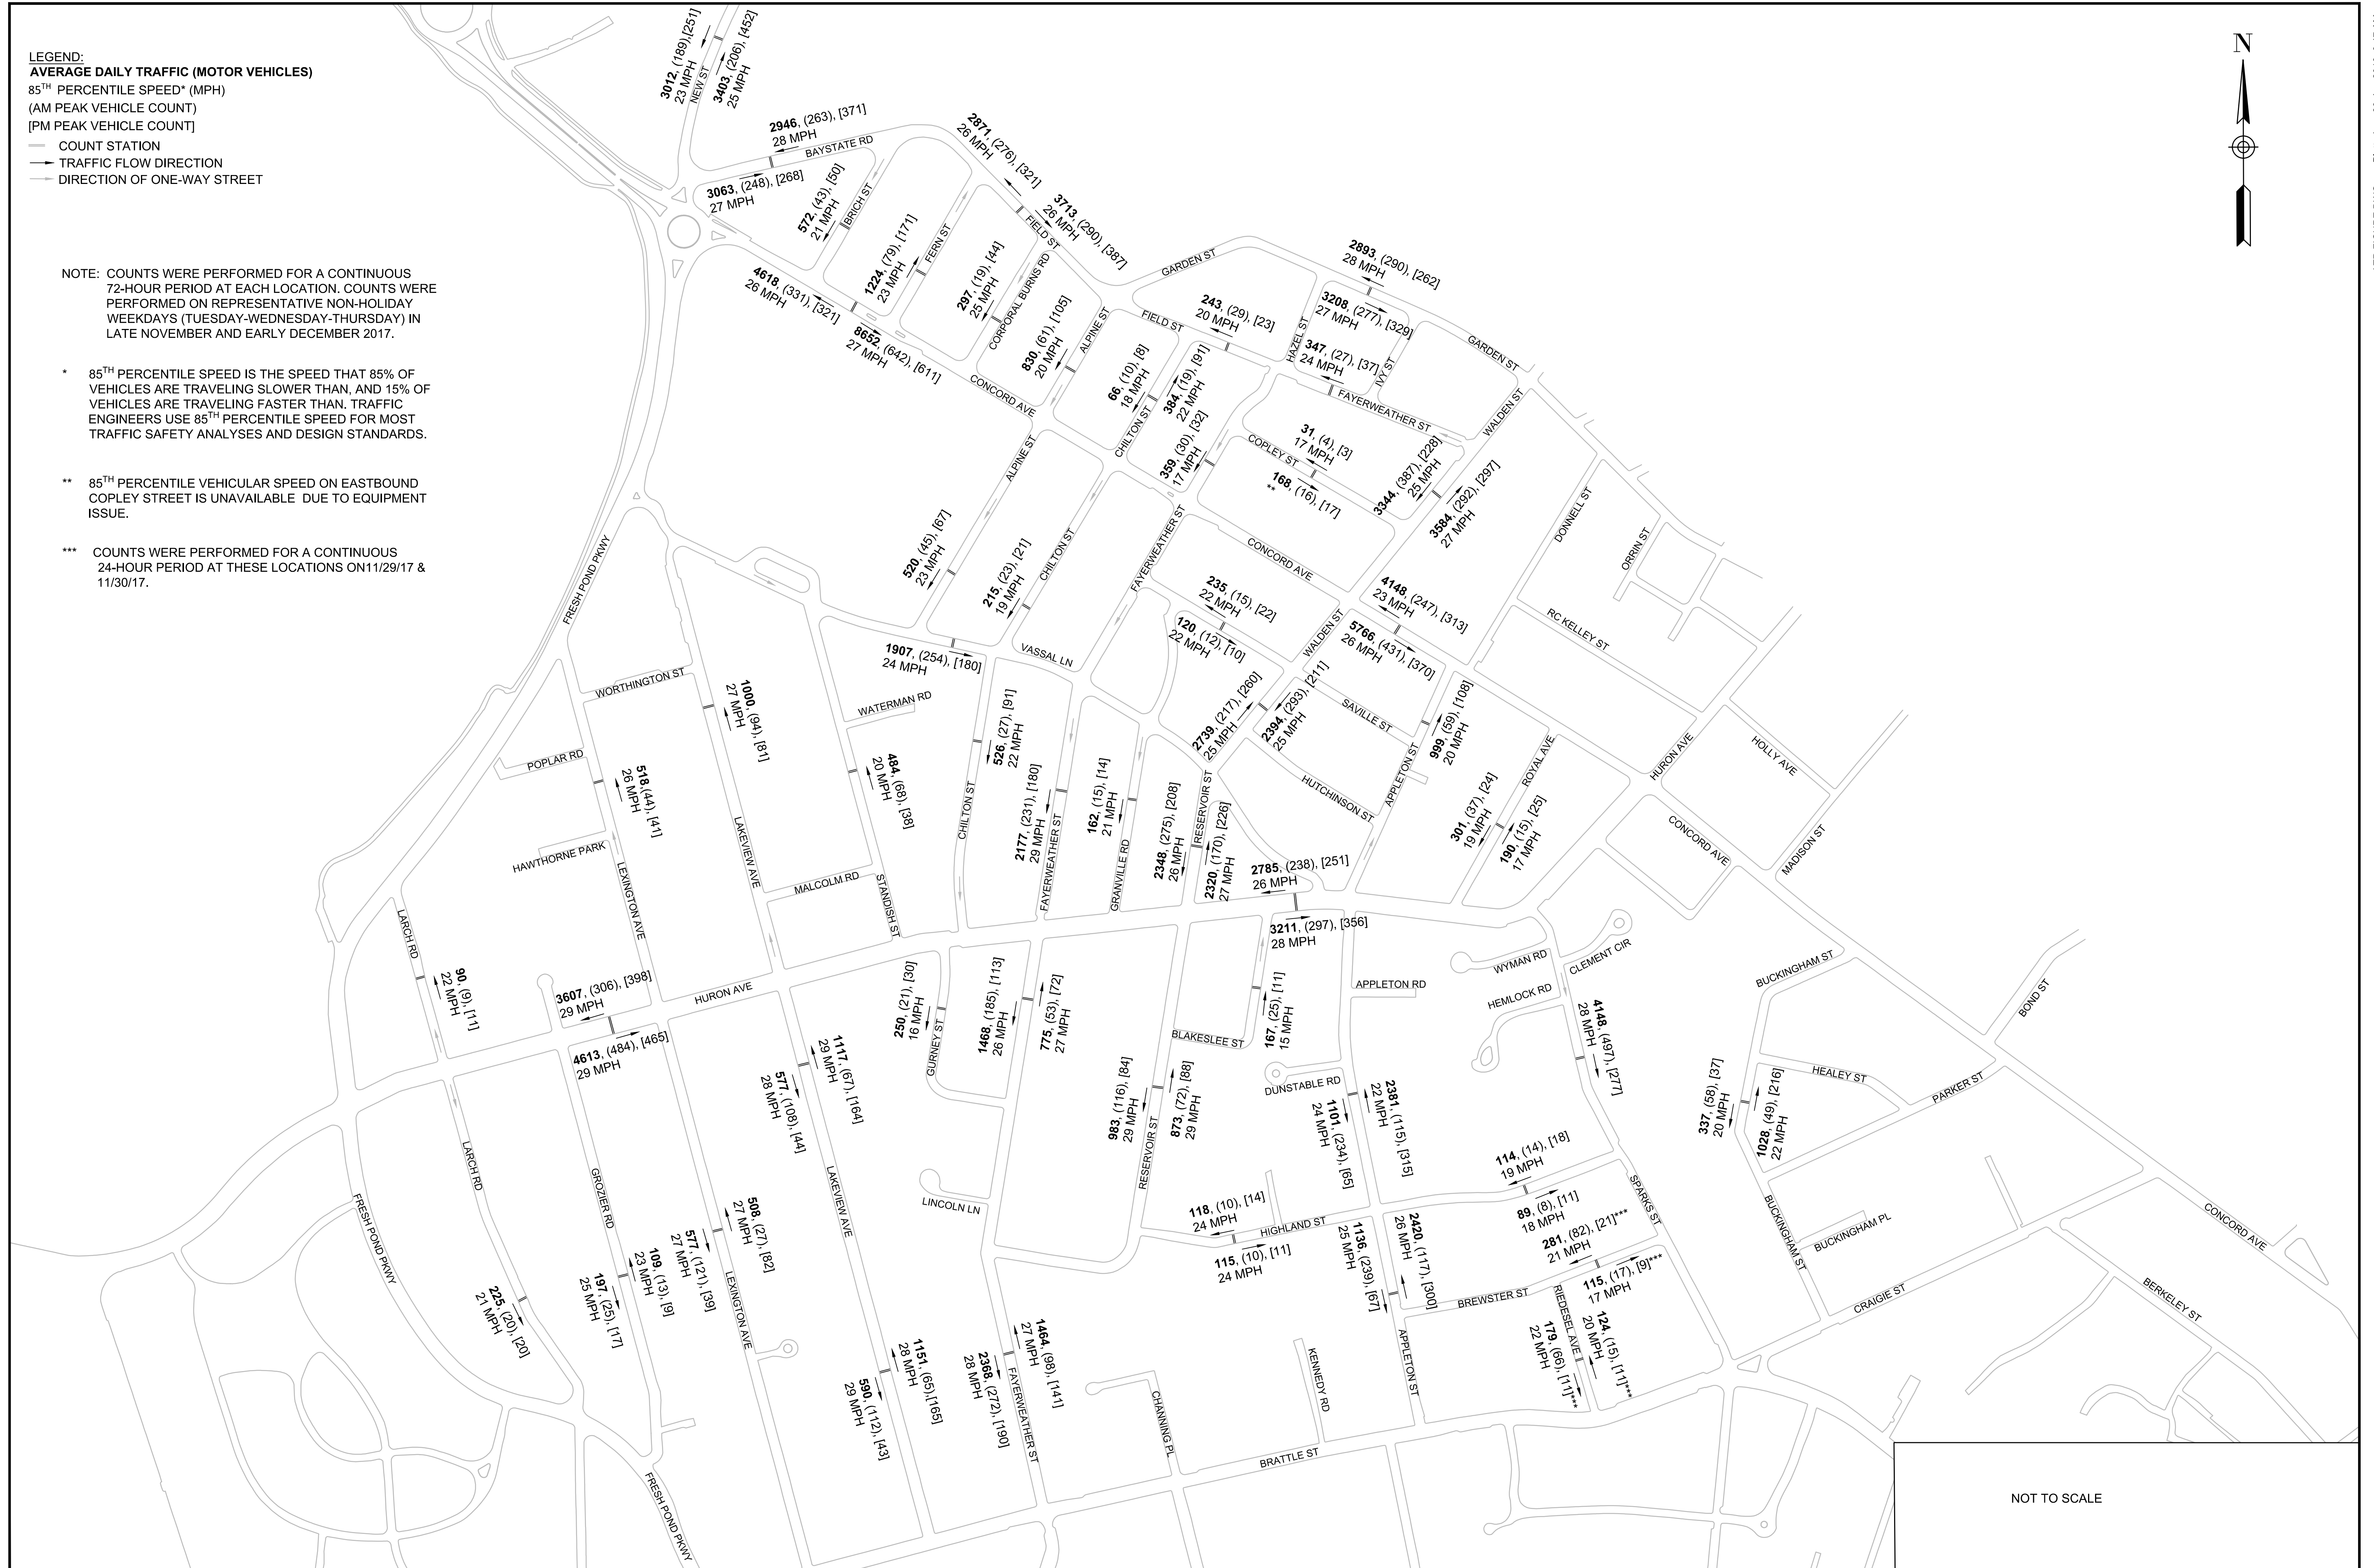 LEGEND:
AVERAGE DAILY TRAFFIC (MOTOR VEHICLES)
85TH PERCENTILE SPEED* (MPH)
(AM PEAK VEHICLE COUNT)
[PM PEAK VEHICLE COUNT]
COUNT STATION
TRAFFIC FLOW DIRECTION
DIRECTION OF ONE-WAY STREET
NOTE: COUNTS WERE PERFORMED FOR A CONTINUOUS
72-HOUR PERIOD AT EACH LOCATION. COUNTS WERE
PERFORMED ON REPRESENTATIVE NON-HOLIDAY
WEEKDAYS (TUESDAY-WEDNESDAY-THURSDAY) IN
LATE NOVEMBER AND EARLY DECEMBER 2017.
* 85TH PERCENTILE SPEED IS THE SPEED THAT 85% OF
VEHICLES ARE TRAVELING SLOWER THAN, AND 15% OF
VEHICLES ARE TRAVELING FASTER THAN. TRAFFIC
ENGINEERS USE 85TH PERCENTILE SPEED FOR MOST
TRAFFIC SAFETY ANALYSES AND DESIGN STANDARDS.
** 85TH PERCENTILE VEHICULAR SPEED ON EASTBOUND
COPLEY STREET IS UNAVAILABLE DUE TO EQUIPMENT
ISSUE.
*** COUNTS WERE PERFORMED FOR A CONTINUOUS
24-HOUR PERIOD AT THESE LOCATIONS ON11/29/17 &
11/30/17.
N
3012, (189),[251]
23 MPH
NEW ST
3403, (206), [452]
25 MPH
2946, (263), [371]
28 MPH
BAYSTATE RD
3063, (248), [268]
27 MPH
572, (43), [50]
21 MPH
BRICH ST
2871, (276), [321]
26 MPH
3713, (290), [387]
26 MPH
FIELD ST
1224, (79), [171]
23 MPH
FERN ST
297, (19), [44]
25 MPH
CORPORAL BURNS RD
4618, (331), [321]
26 MPH
8652, (642), [611]
27 MPH
830, (61), [105]
20 MPH
ALPINE ST
CONCORD AVE
GARDEN ST
2893, (290), [262]
28 MPH
3208, (277), [329]
27 MPH
243, (29), [23]
20 MPH
FIELD ST
HAZEL ST
347, (27), [37]
24 MPH
IVY ST
GARDEN ST
66, (10), [8]
18 MPH
384, (19), [91]
22 MPH
CHILTON ST
FAYERWEATHER ST
WALDEN ST
359, (30), [32]
17 MPH
COPLEY ST
31, (4), [3]
17 MPH
168, (16), [17]
**
3344, (387), [228]
25 MPH
3584, (292), [297]
27 MPH
ALPINE ST
520, (45), [67]
23 MPH
215, (23), [21]
19 MPH
CHILTON ST
FAYERWEATHER ST
CONCORD AVE
DONNELL ST
ORRIN ST
235, (15), [22]
22 MPH
120, (12), [10]
22 MPH
WALDEN ST
4148, (247), [313]
23 MPH
5766, (431), [370]
26 MPH
RC KELLEY ST
FRESH POND PKWY
1907, (254), [180]
24 MPH
VASSAL LN
WORTHINGTON ST
1000, (94), [81]
27 MPH
WATERMAN RD
526, (27), [91]
22 MPH
2739, (217), [260]
25 MPH
2394, (293), [211]
25 MPH
SAVILLE ST
999, (59), [108]
20 MPH
HURON AVE
HOLLY AVE
POPLAR RD
518,(44), [41]
26 MPH
484, (68), [38]
20 MPH
CHILTON ST
2177, (231), [180]
29 MPH
FAYERWEATHER ST
162, (15), [14]
21 MPH
GRANVILLE RD
2348, (275), [208]
26 MPH
RESERVOIR ST
2320, (170), [226]
27 MPH
HUTCHINSON ST
APPLETON ST
ROYAL AVE
301, (37), [24]
19 MPH
190, (15), [25]
17 MPH
CONCORD AVE
MADISON ST
HAWTHORNE PARK
LEXINGTON AVE
LAKEVIEW AVE
MALCOLM RD
STANDISH ST
2785, (238), [251]
26 MPH
3211, (297), [356]
28 MPH
LARCH RD
90, (9), [11]
22 MPH
3607, (306), [398]
29 MPH
HURON AVE
4613, (484), [465]
29 MPH
250, (21), [30]
16 MPH
GURNEY ST
1468, (185), [113]
26 MPH
775, (53), [72]
27 MPH
BLAKESLEE ST
167, (25), [11]
15 MPH
APPLETON RD
WYMAN RD
CLEMENT CIR
HEMLOCK RD
4148, (497), [277]
28 MPH
BUCKINGHAM ST
BOND ST
1117, (67), [164]
29 MPH
577, (108), [44]
28 MPH
983, (116), [84]
29 MPH
RESERVOIR ST
873, (72), [88]
29 MPH
DUNSTABLE RD
2381, (115), [315]
22 MPH
1101, (234), [65]
24 MPH
337, (58), [37]
20 MPH
1028, (49), [216]
22 MPH
HEALEY ST
PARKER ST
LARCH RD
FRESH POND PKWY
GROZIER RD
LAKEVIEW AVE
LINCOLN LN
508, (27), [82]
27 MPH
577, (121), [39]
27 MPH
LEXINGTON AVE
109, (13), [9]
23 MPH
197, (25), [17]
25 MPH
225, (20), [20]
21 MPH
118, (10), [14]
24 MPH
HIGHLAND ST
115, (10), [11]
24 MPH
114, (14), [18]
19 MPH
89, (8), [11]
18 MPH
SPARKS ST
281, (82), [21]***
21 MPH
115, (17), [9]***
17 MPH
1136, (239), [67]
25 MPH
2420, (117), [300]
26 MPH
BREWSTER ST
RIEDESEL AVE
179, (66), [11]***
22 MPH
124, (15), [11]***
20 MPH
BUCKINGHAM ST
BUCKINGHAM PL
CRAIGIE ST
CONCORD AVE
BERKELEY ST
1151, (65),[165]
28 MPH
590, (112), [43]
29 MPH
1464, (98), [141]
27 MPH
2368, (272), [190]
28 MPH
FAYERWEATHER ST
CHANNING PL
KENNEDY RD
APPLETON ST
BRATTLE ST
FRESH POND PKWY
NOT TO SCALE